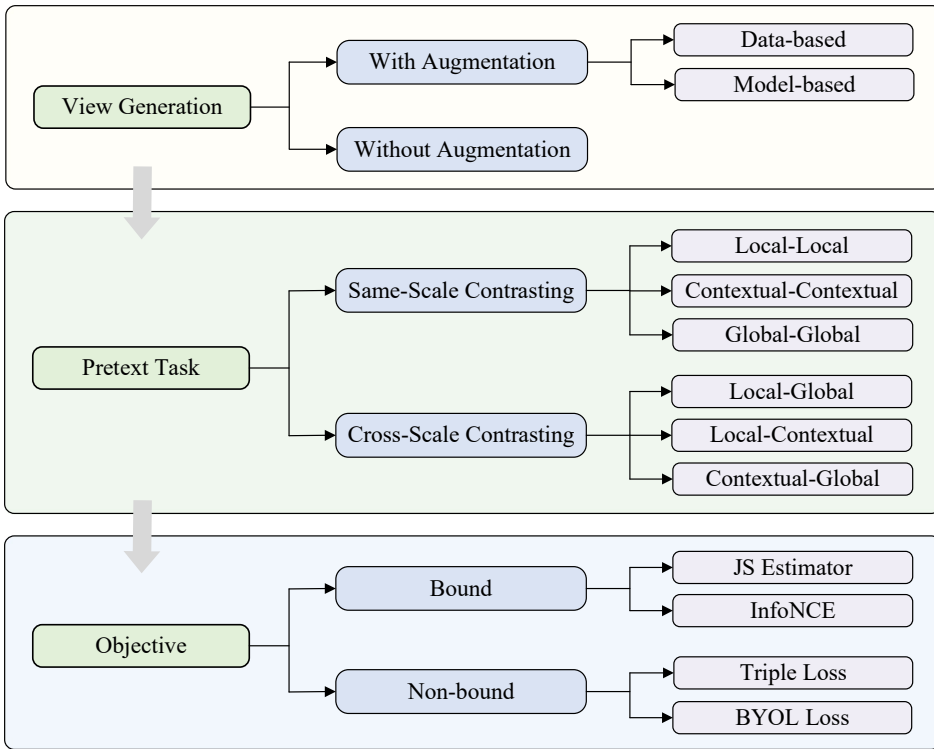 View Generation
With Augmentation
Data-based
Model-based
Without Augmentation
Pretext Task
Same-Scale Contrasting
Local-Local
Contextual-Contextual
Global-Global
Cross-Scale Contrasting
Local-Global
Local-Contextual
Contextual-Global
Objective
Bound
JS Estimator
InfoNCE
Non-bound
Triple Loss
BYOL Loss